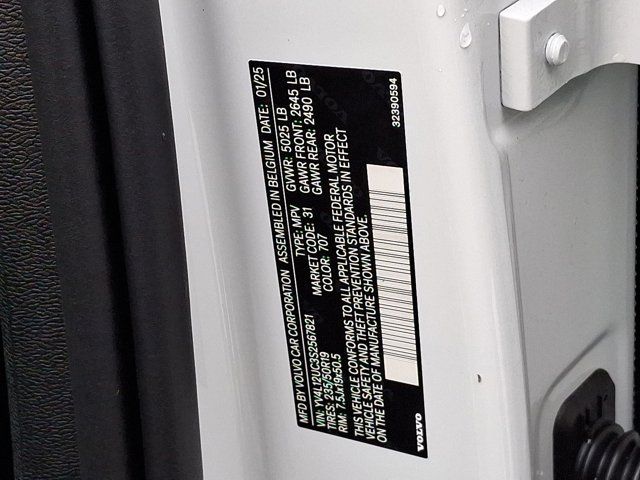 MFD BY VOLVO CAR CORPORATION ASSEMBLED IN BELGIUM DATE: 01/25
VIN: YV4L12UC3S2567821 TYPE: MPV GVWR: 5025 LB
TIRES: 235/50R19 MARKET CODE: 31 GAWR FRONT: 2645 LB
RIM: 7.5Jx19x50.5 COLOR: 707 GAWR REAR: 2490 LB
THIS VEHICLE CONFORMS TO ALL APPLICABLE FEDERAL MOTOR
VEHICLE SAFETY AND THEFT PREVENTION STANDARDS IN EFFECT
ON THE DATE OF MANUFACTURE SHOWN ABOVE.
32390594
VOLVO